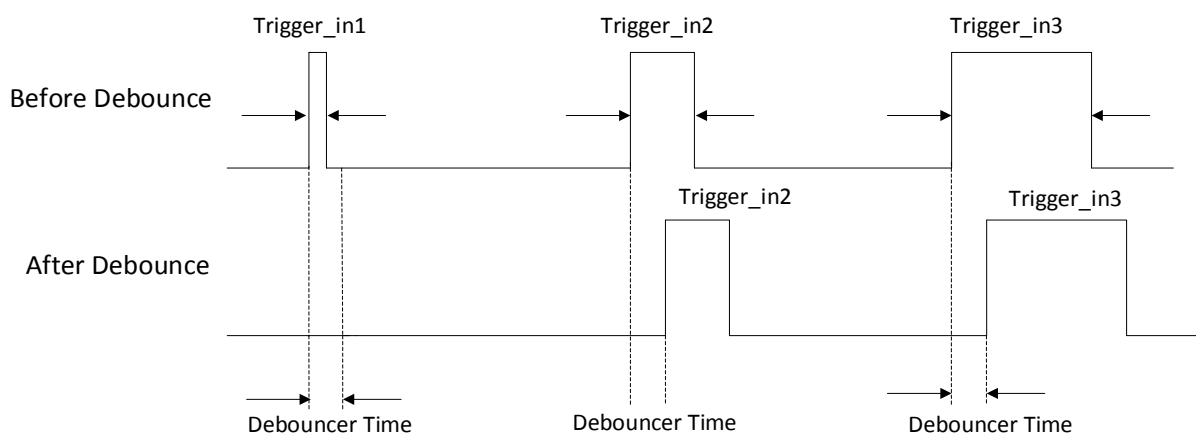 Trigger_in1
Trigger_in2
Trigger_in3
Before Debounce
Trigger_in2
Trigger_in3
After Debounce
Debouncer Time
Debouncer Time
Debouncer Time